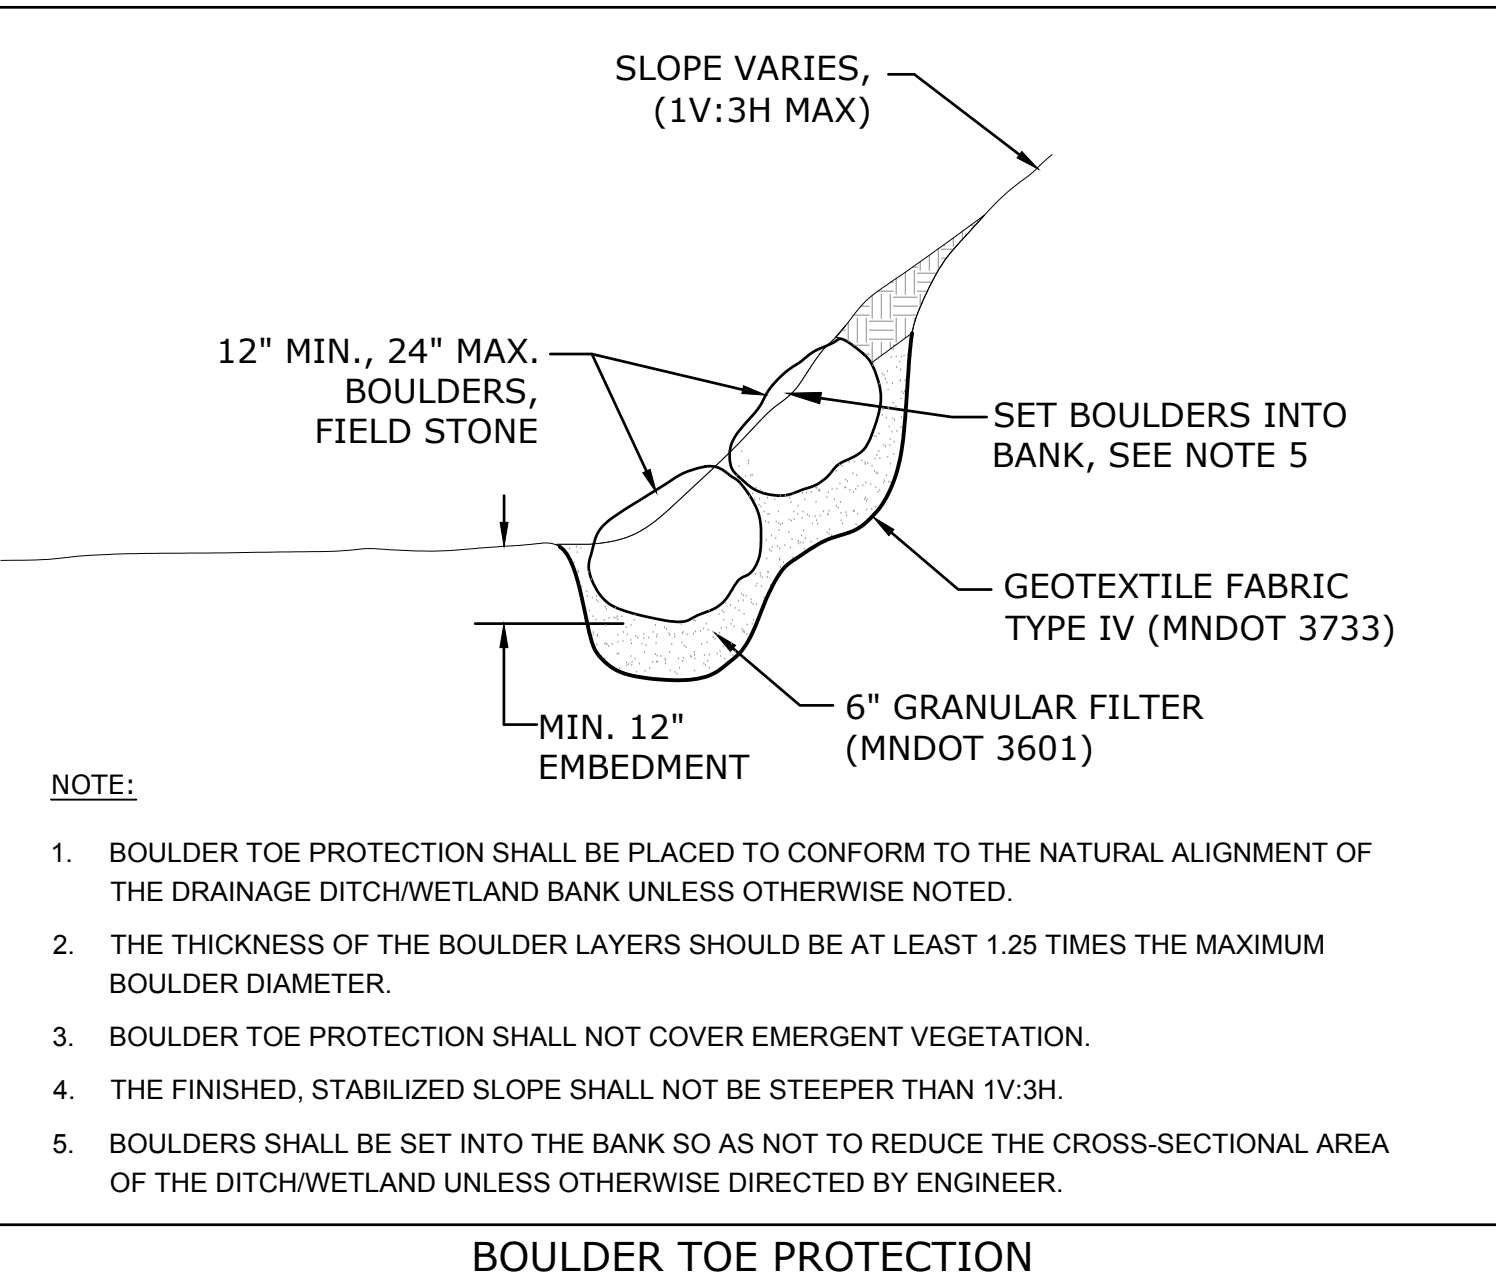 SLOPE VARIES,
(1V:3H MAX)
12" MIN., 24" MAX.
BOULDERS,
FIELD STONE
SET BOULDERS INTO
BANK, SEE NOTE 5
GEOTEXTILE FABRIC
TYPE IV (MNDOT 3733)
6" GRANULAR FILTER
(MNDOT 3601)
MIN. 12"
EMBEDMENT
NOTE:
1. BOULDER TOE PROTECTION SHALL BE PLACED TO CONFORM TO THE NATURAL ALIGNMENT OF
THE DRAINAGE DITCH/WETLAND BANK UNLESS OTHERWISE NOTED.
2. THE THICKNESS OF THE BOULDER LAYERS SHOULD BE AT LEAST 1.25 TIMES THE MAXIMUM
BOULDER DIAMETER.
3. BOULDER TOE PROTECTION SHALL NOT COVER EMERGENT VEGETATION.
4. THE FINISHED, STABILIZED SLOPE SHALL NOT BE STEEPER THAN 1V:3H.
5. BOULDERS SHALL BE SET INTO THE BANK SO AS NOT TO REDUCE THE CROSS-SECTIONAL AREA
OF THE DITCH/WETLAND UNLESS OTHERWISE DIRECTED BY ENGINEER.
BOULDER TOE PROTECTION